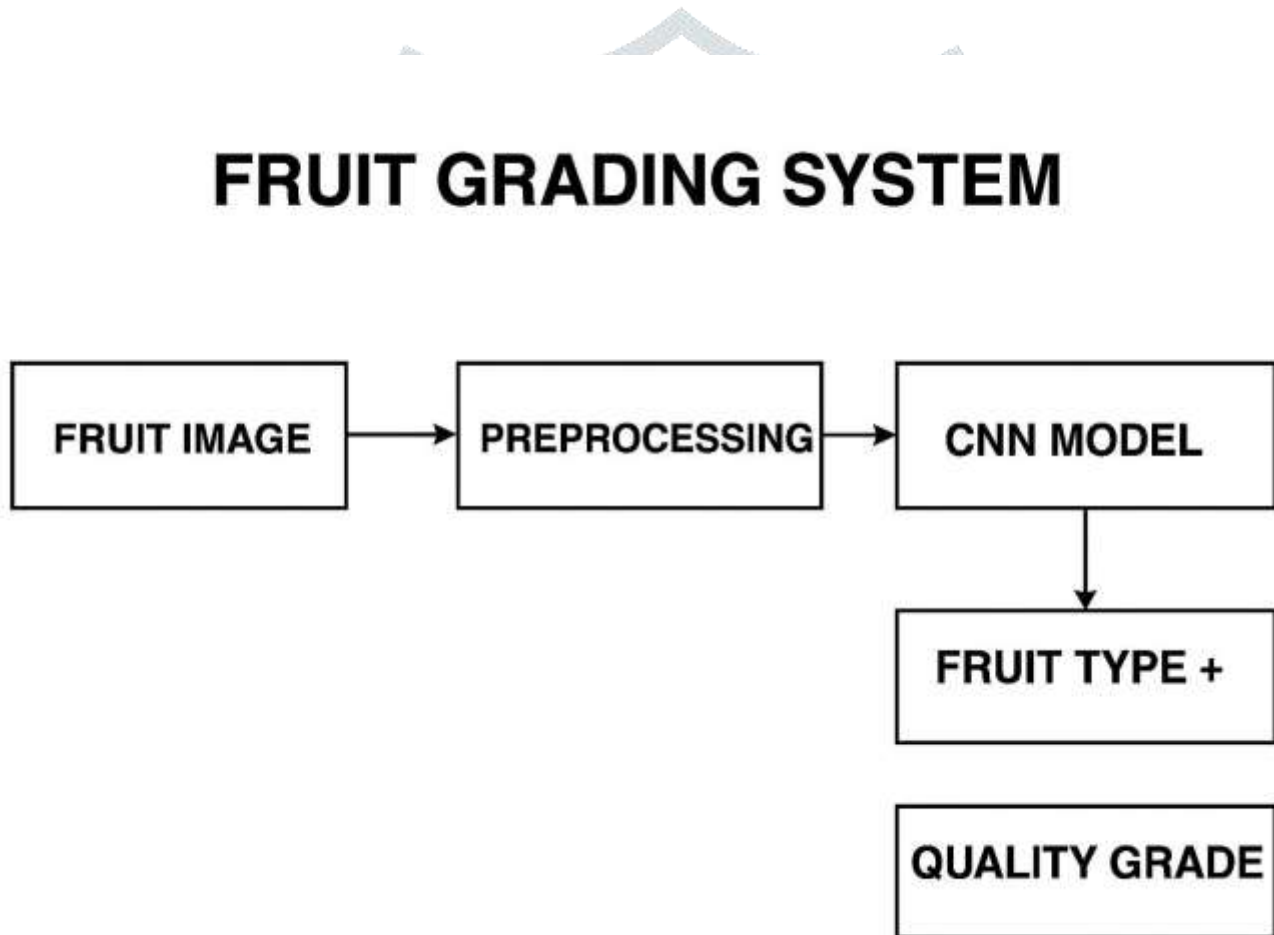 FRUIT GRADING SYSTEM
FRUIT IMAGE
PREPROCESSING
CNN MODEL
FRUIT TYPE +
QUALITY GRADE